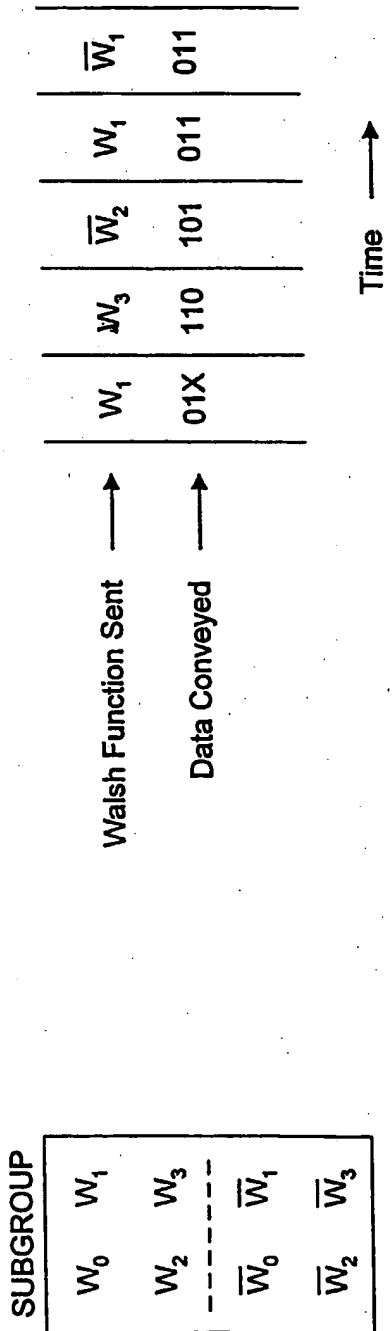 SUBGROUP
W₀ W₁
W₂ W₃
W̅₀ W̅₁
W̅₂ W̅₃
Walsh Function Sent W₁ W₃ W̅₂ W₁ W̅₁
Data Conveyed 01X 110 101 011 011
Time